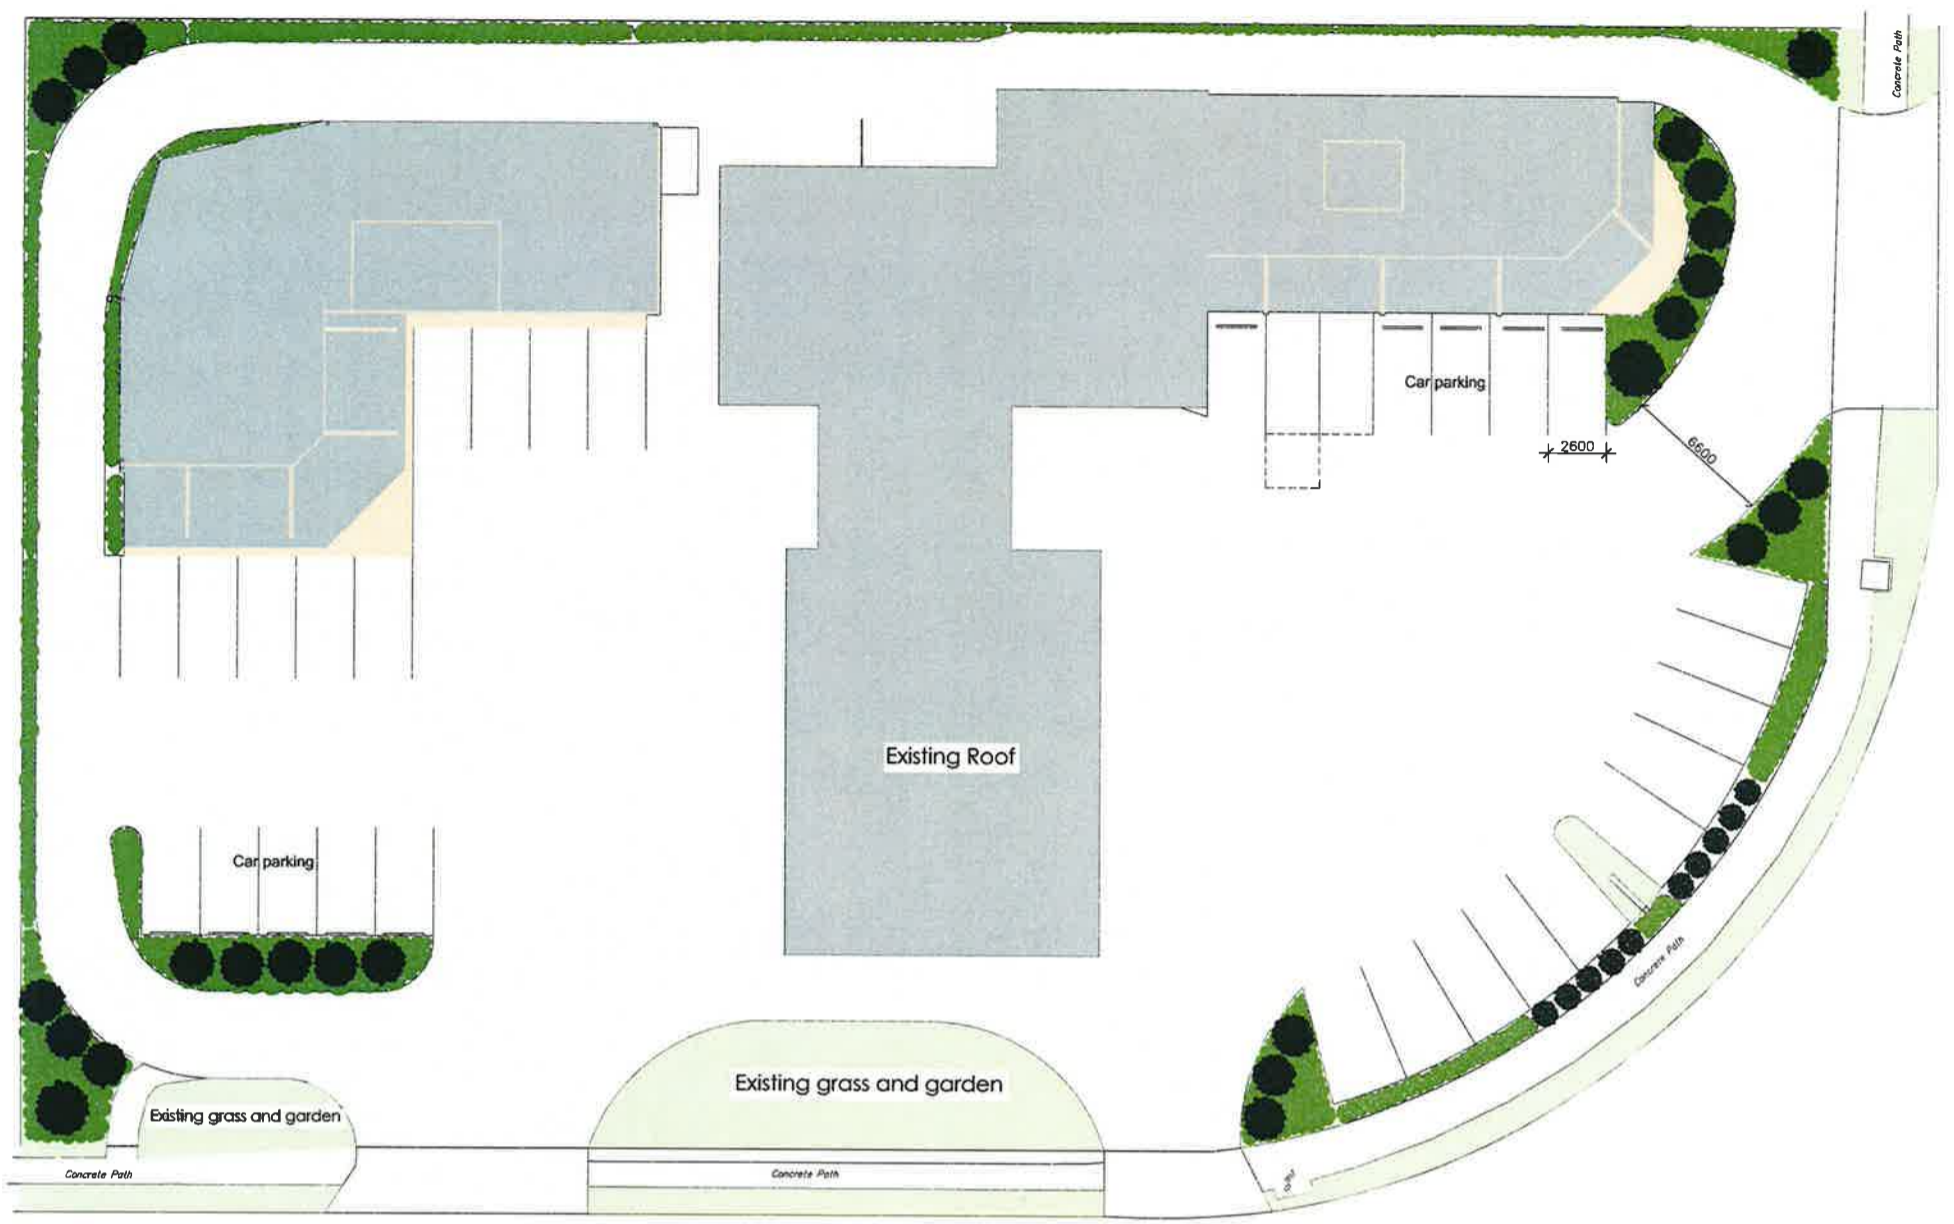 Concrete Path
Car parking
2600
6600
Existing Roof
Car parking
Concrete Path
Existing grass and garden
Existing grass and garden
Concrete Path
Concrete Path